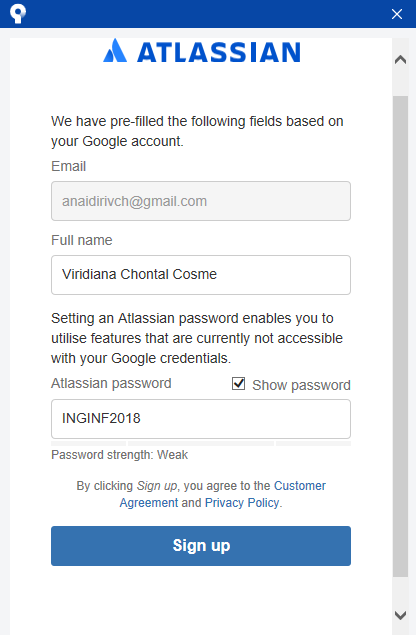 ATLASSIAN
We have pre-filled the following fields based on
your Google account.
Email
anaidirivch@gmail.com
Full name
Viridiana Chontal Cosme
Setting an Atlassian password enables you to
utilise features that are currently not accessible
with your Google credentials.
Atlassian password
Show password
INGINF2018
Password strength: Weak
By clicking Sign up, you agree to the Customer
Agreement and Privacy Policy.
Sign up